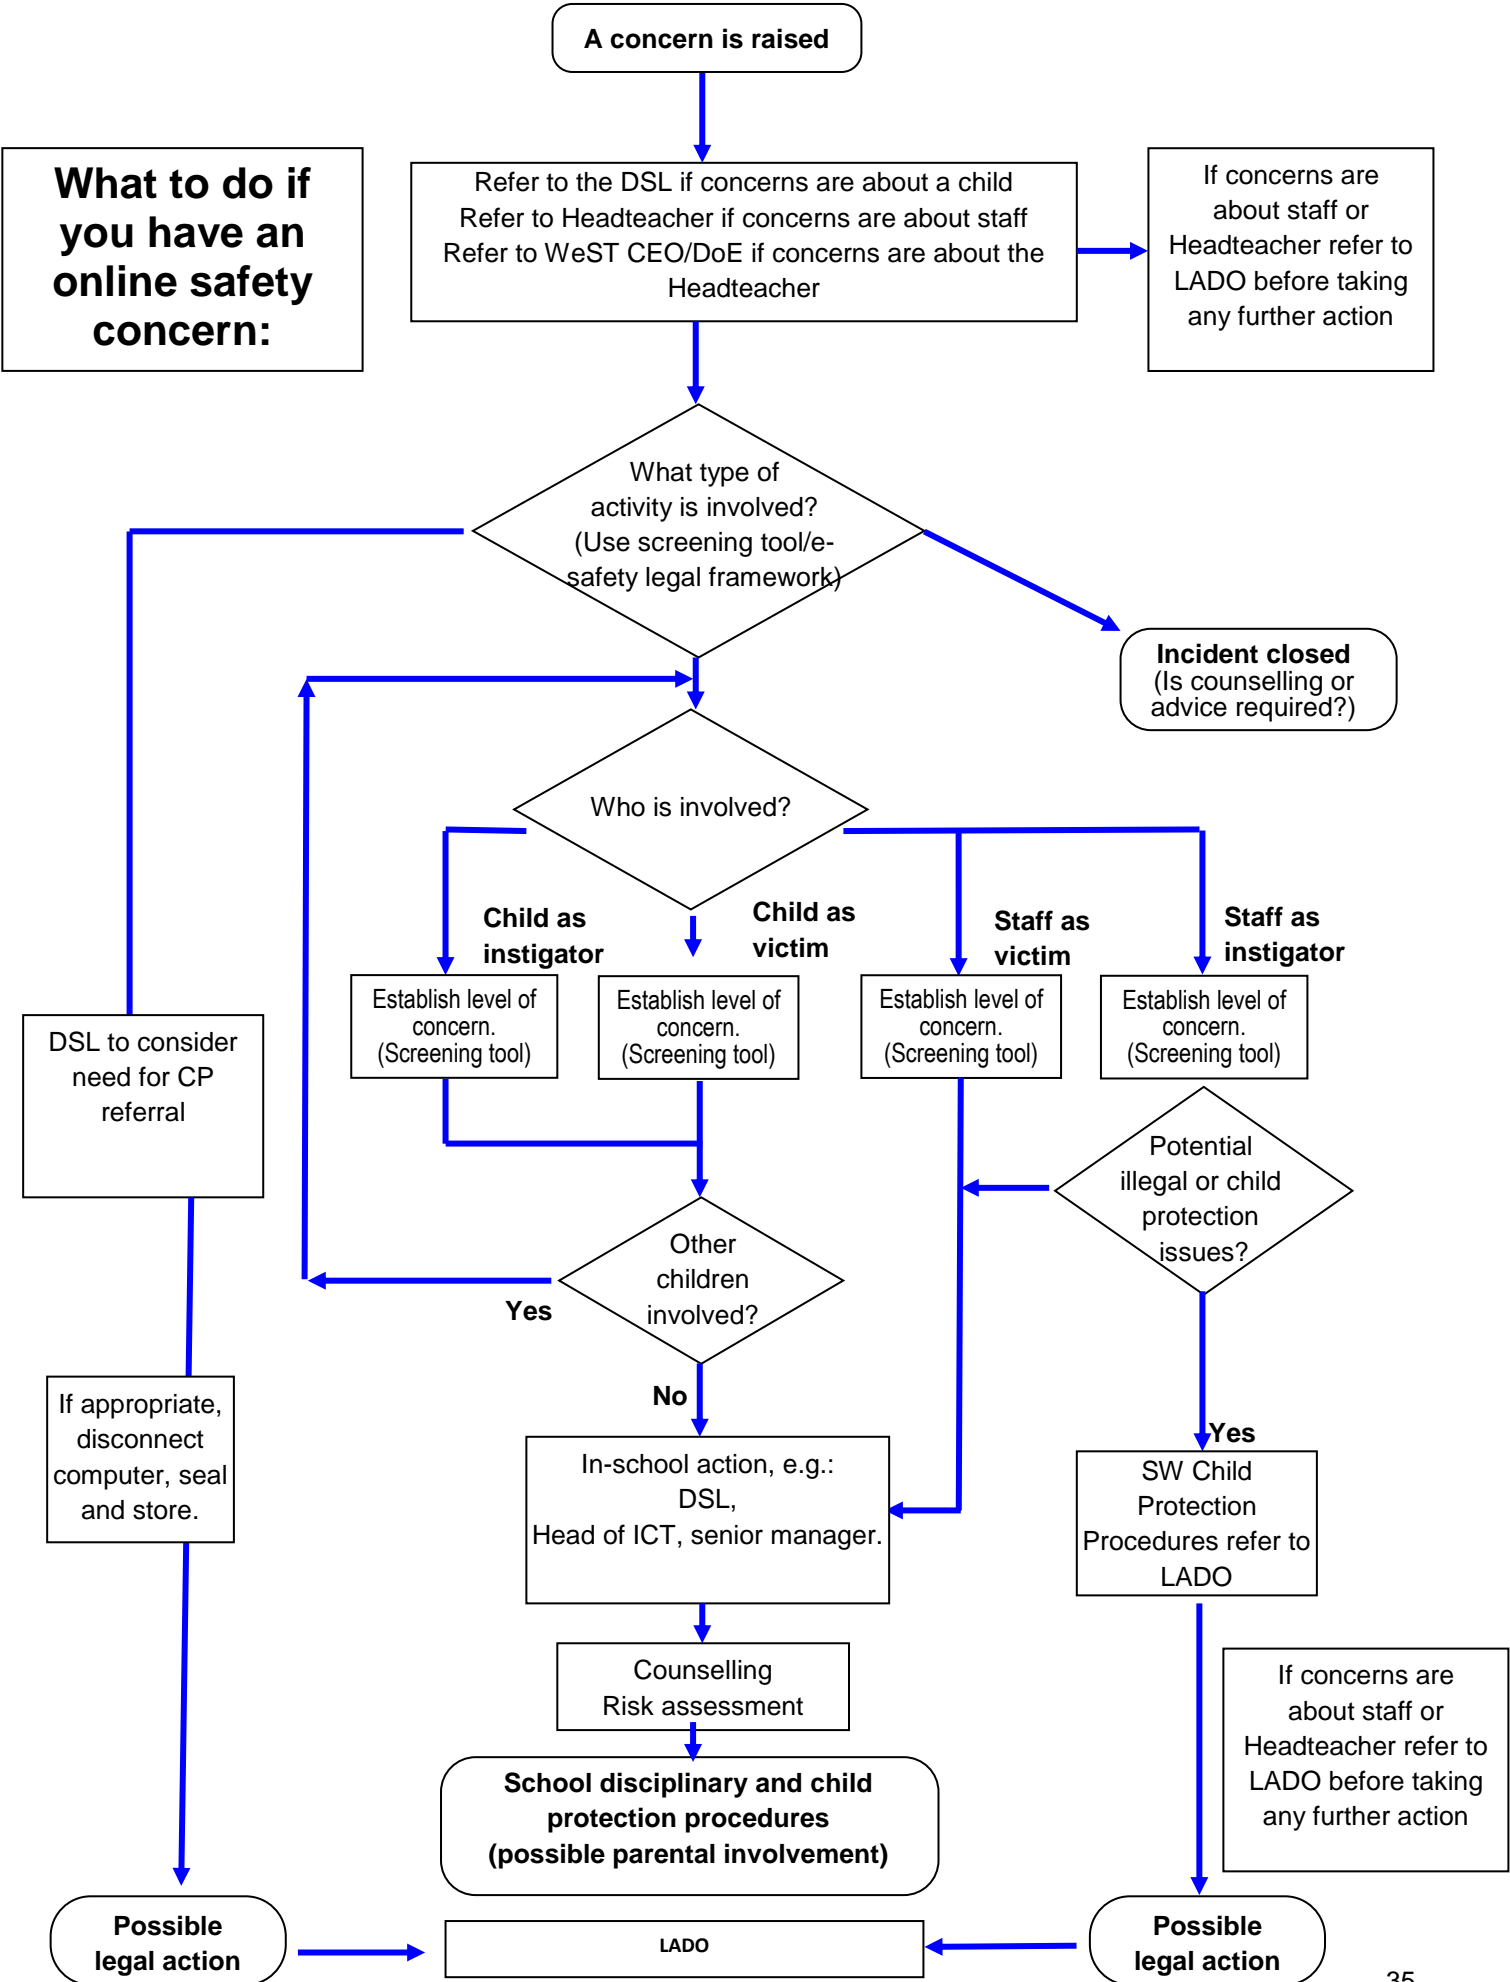 A concern is raised
What to do if
you have an
online safety
concern:
Refer to the DSL if concerns are about a child
Refer to Headteacher if concerns are about staff
Refer to WeST CEO/DoE if concerns are about the
Headteacher
If concerns are
about staff or
Headteacher refer to
LADO before taking
any further action
What type of
activity is involved?
(Use screening tool/e-
safety legal framework)
Incident closed
(Is counselling or
advice required?)
Who is involved?
Child as
instigator
Child as
victim
Staff as
victim
Staff as
instigator
Establish level of
concern.
(Screening tool)
Establish level of
concern.
(Screening tool)
Establish level of
concern.
(Screening tool)
Establish level of
concern.
(Screening tool)
DSL to consider
need for CP
referral
Potential
illegal or child
protection
issues?
Other
children
involved?
Yes
No
If appropriate,
disconnect
computer, seal
and store.
In-school action, e.g.:
DSL,
Head of ICT, senior manager.
Yes
SW Child
Protection
Procedures refer to
LADO
Counselling
Risk assessment
If concerns are
about staff or
Headteacher refer to
LADO before taking
any further action
School disciplinary and child
protection procedures
(possible parental involvement)
Possible
legal action
LADO
Possible
legal action
35